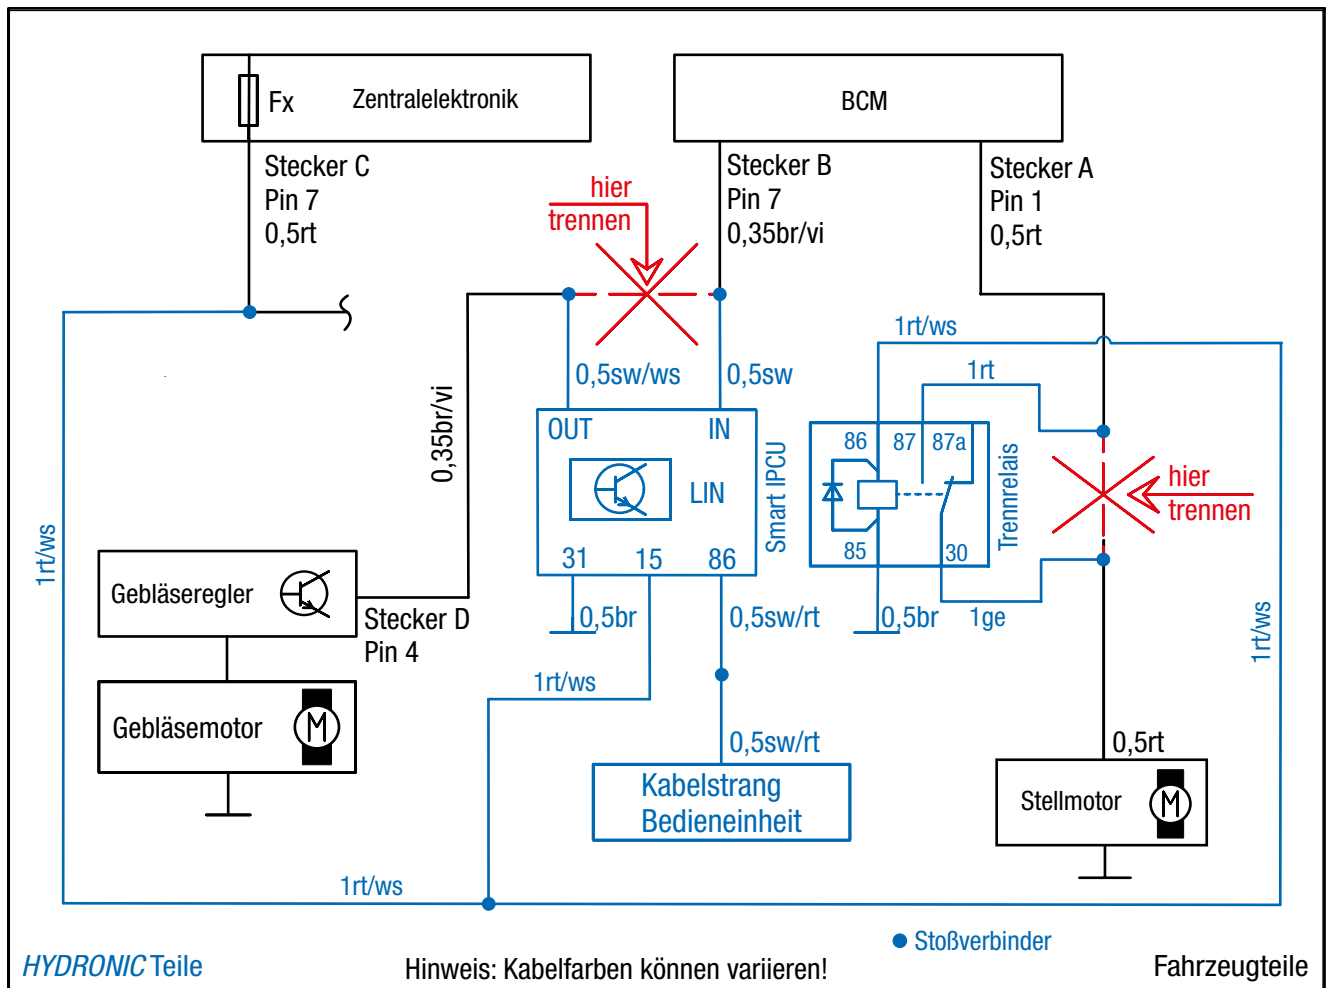 Fx
Zentralelektronik
BCM
Stecker C
Pin 7
0,5rt
hier
trennen
Stecker B
Pin 7
0,35br/vi
Stecker A
Pin 1
0,5rt
1rt/ws
1rt
0,5sw/ws
0,5sw
0,35br/vi
OUT
IN
LIN
31
15
86
Smart IPCU
86
87
87a
85
30
Trennrelais
hier
trennen
1rt/ws
Gebläseregler
Stecker D
Pin 4
0,5br
0,5sw/rt
0,5br
1ge
1rt/ws
1rt/ws
Gebläsemotor
M
0,5sw/rt
0,5rt
Kabelstrang
Bedieneinheit
Stellmotor
M
1rt/ws
Stoßverbinder
HYDRONIC Teile
Hinweis: Kabelfarben können variieren!
Fahrzeugteile